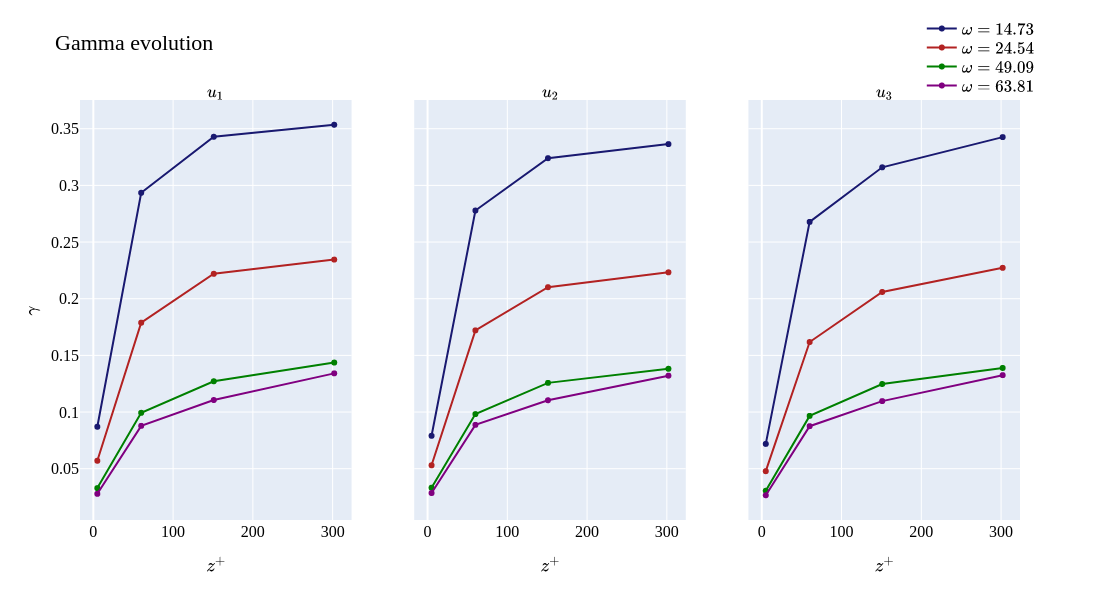 Gamma evolution
ω = 14.73
ω = 24.54
ω = 49.09
ω = 63.81
u₁ u₂ u₃
0.35
0.3
0.25
0.2
0.15
0.1
0.05
γ
0 100 200 300 0 100 200 300 0 100 200 300
z⁺ z⁺ z⁺